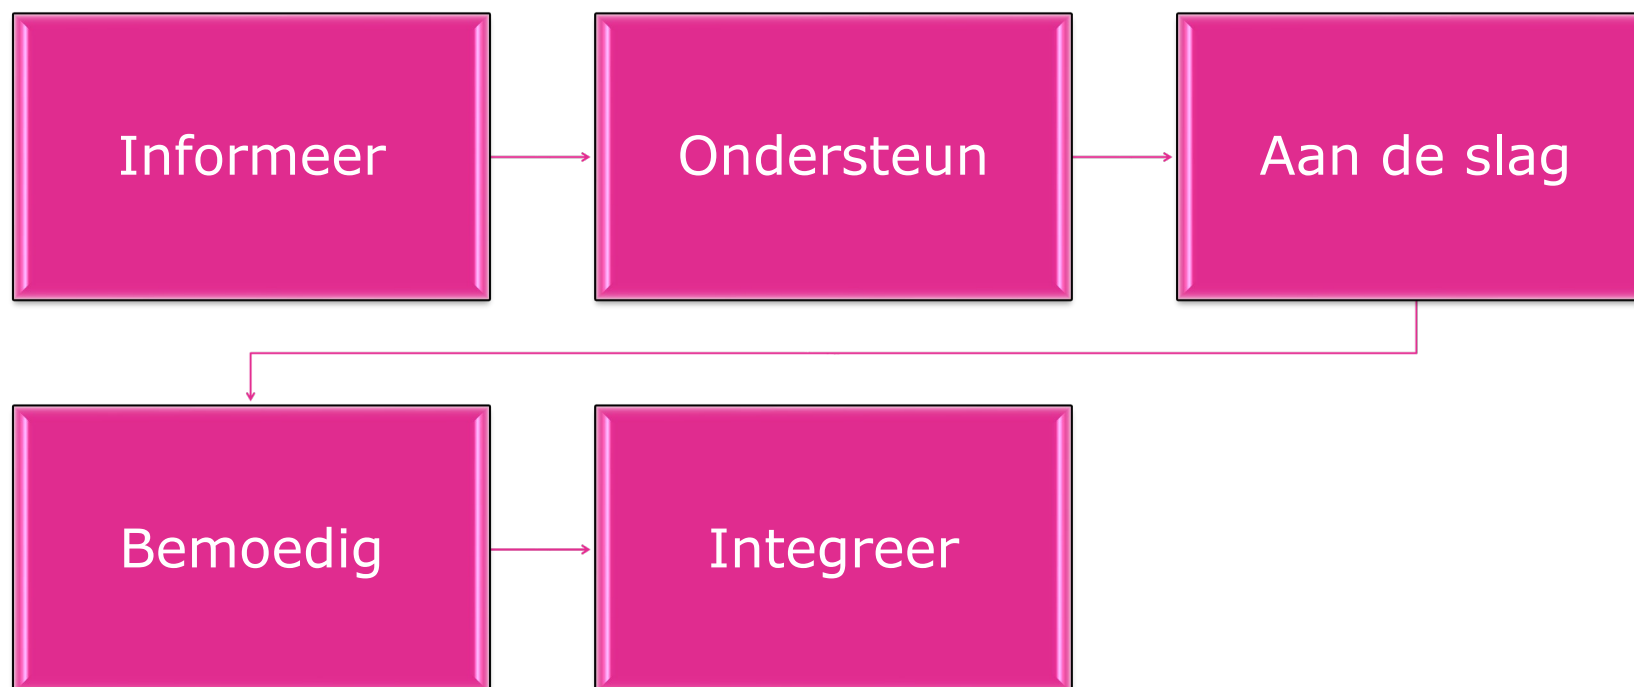 Informeer
Ondersteun
Aan de slag
Bemoedig
Integreer